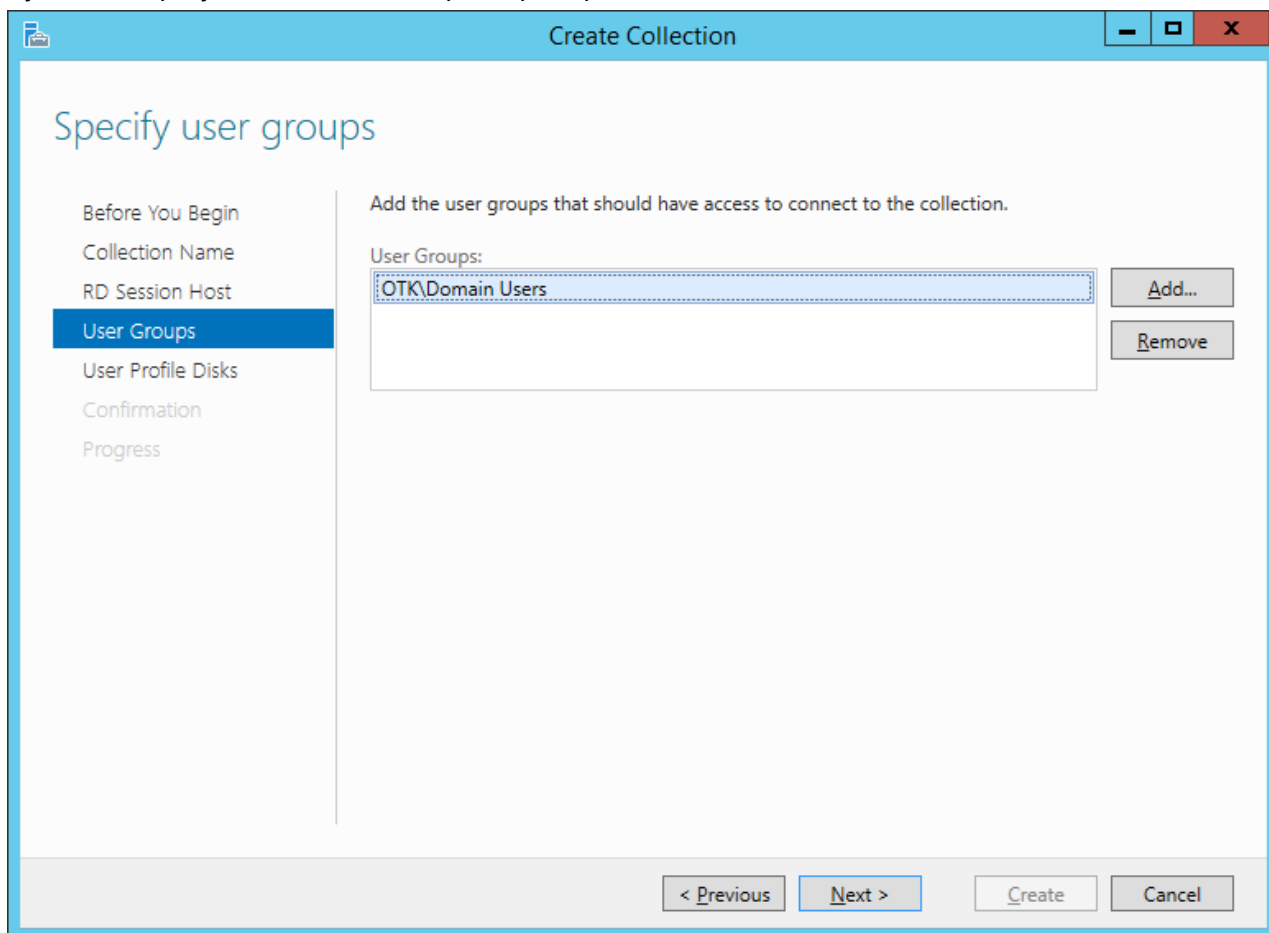 Create Collection
Specify user groups
Before You Begin
Collection Name
RD Session Host
User Groups
User Profile Disks
Confirmation
Progress
Add the user groups that should have access to connect to the collection.
User Groups:
OTK\Domain Users
Add...
Remove
< Previous
Next >
Create
Cancel